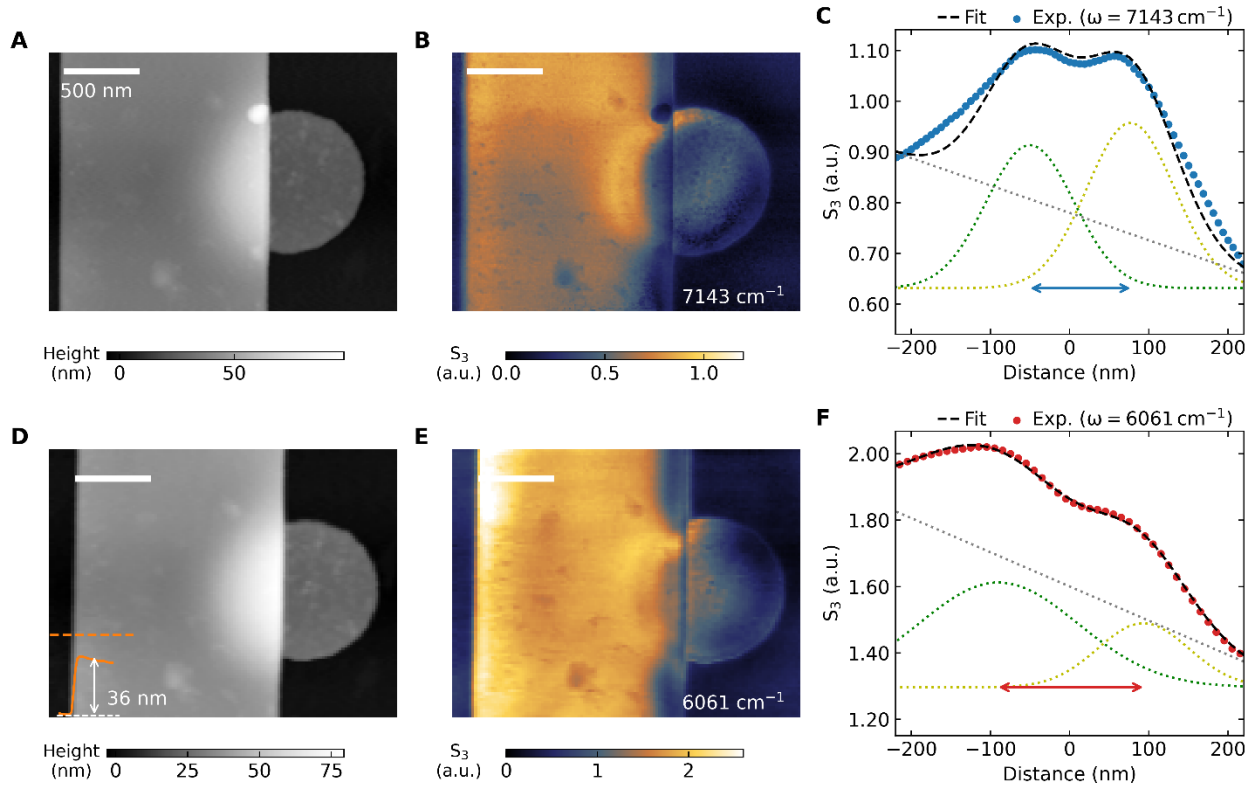 A
500 nm
Height
(nm)
0
50
B
7143 cm⁻¹
S₃
(a.u.)
0.0
0.5
1.0
C
Fit
Exp. (ω = 7143 cm⁻¹)
S₃ (a.u.)
1.10
1.00
0.90
0.80
0.70
0.60
−200
−100
0
100
200
Distance (nm)
D
36 nm
Height
(nm)
0
25
50
75
E
6061 cm⁻¹
S₃
(a.u.)
0
1
2
F
Fit
Exp. (ω = 6061 cm⁻¹)
S₃ (a.u.)
2.00
1.80
1.60
1.40
1.20
−200
−100
0
100
200
Distance (nm)